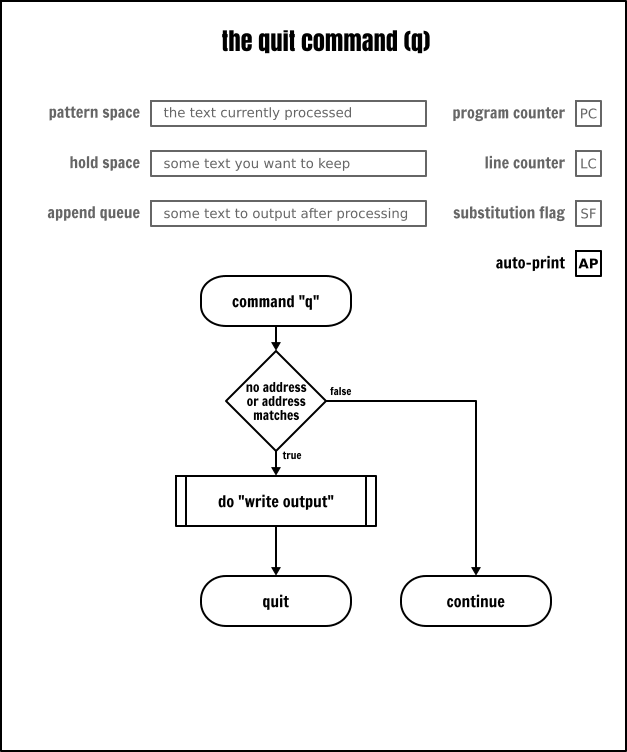 the quit command (q)
pattern space the text currently processed program counter PC
hold space some text you want to keep line counter LC
append queue some text to output after processing substitution flag SF
auto-print AP
command "q"
no address
or address
matches
false
true
do "write output"
quit continue